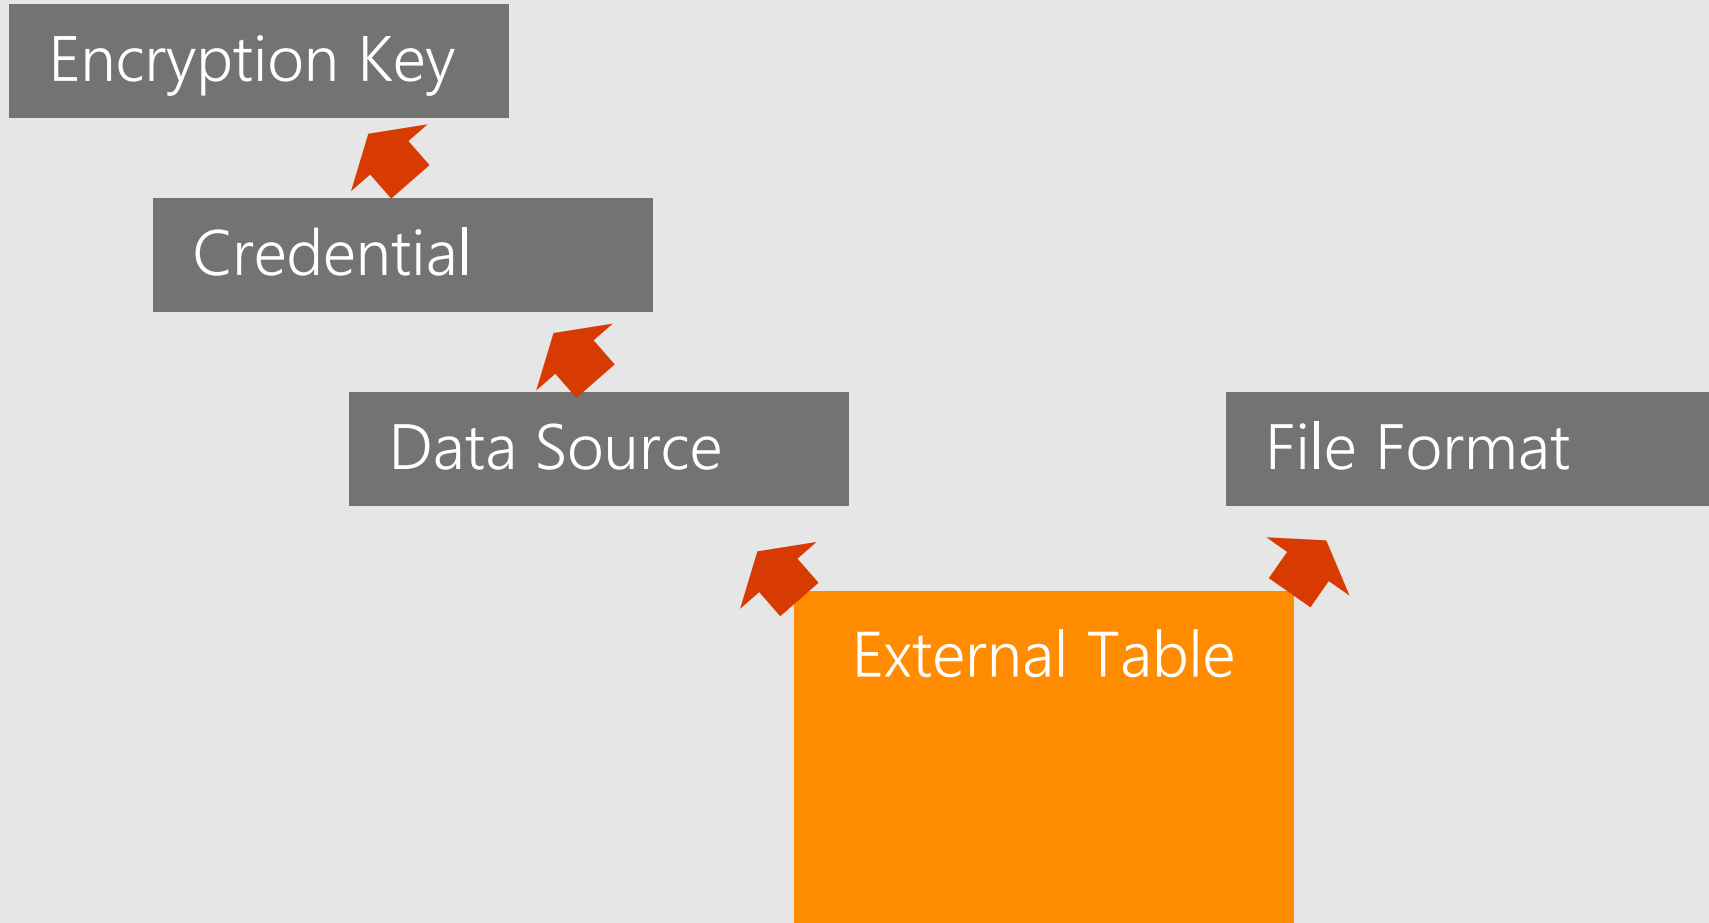 Encryption Key
Credential
Data Source
File Format
External Table